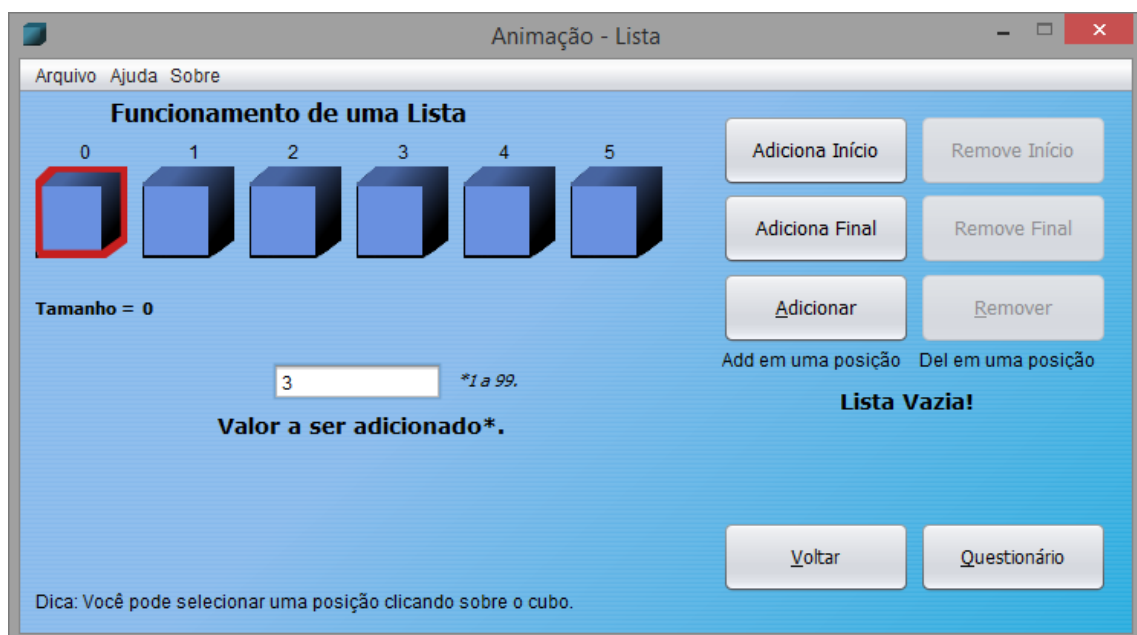 Animação - Lista
Arquivo Ajuda Sobre
Funcionamento de uma Lista
0 1 2 3 4 5
Tamanho = 0
3 *1 a 99.
Valor a ser adicionado*.
Dica: Você pode selecionar uma posição clicando sobre o cubo.
Adiciona Início Remove Início
Adiciona Final Remove Final
Adicionar Remover
Add em uma posição Del em uma posição
Lista Vazia!
Voltar Questionário